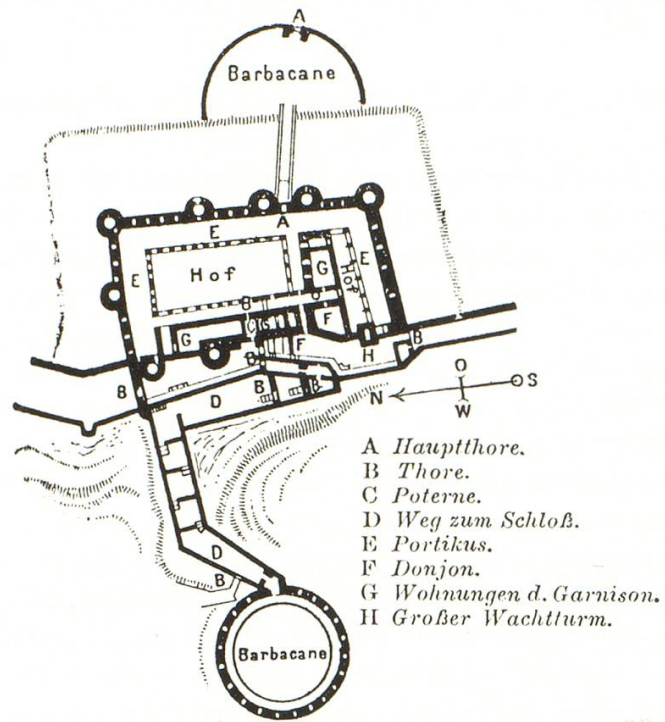 A
Barbacane
E
A
E
Hof
G
Hof
E
B
G
C
G
F
F
H
B
B
B
D
B
B
N
O
S
W
A Hauptthore.
B Thore.
C Poterne.
D Weg zum Schloß.
E Portikus.
F Donjon.
G Wohnungen d. Garnison.
H Großer Wachtturm.
D
B
Barbacane